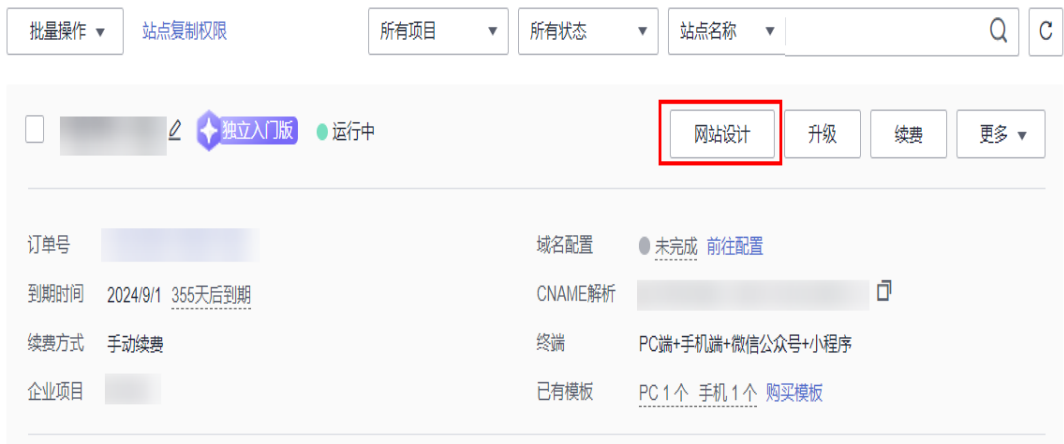 批量操作 站点复制权限 所有项目 所有状态 站点名称
独立入门版 运行中 网站设计 升级 续费 更多
订单号 域名配置 未完成 前往配置
到期时间 2024/9/1 355天后到期 CNAME解析
续费方式 手动续费 终端 PC端+手机端+微信公众号+小程序
企业项目 已有模板 PC 1 个 手机 1 个 购买模板